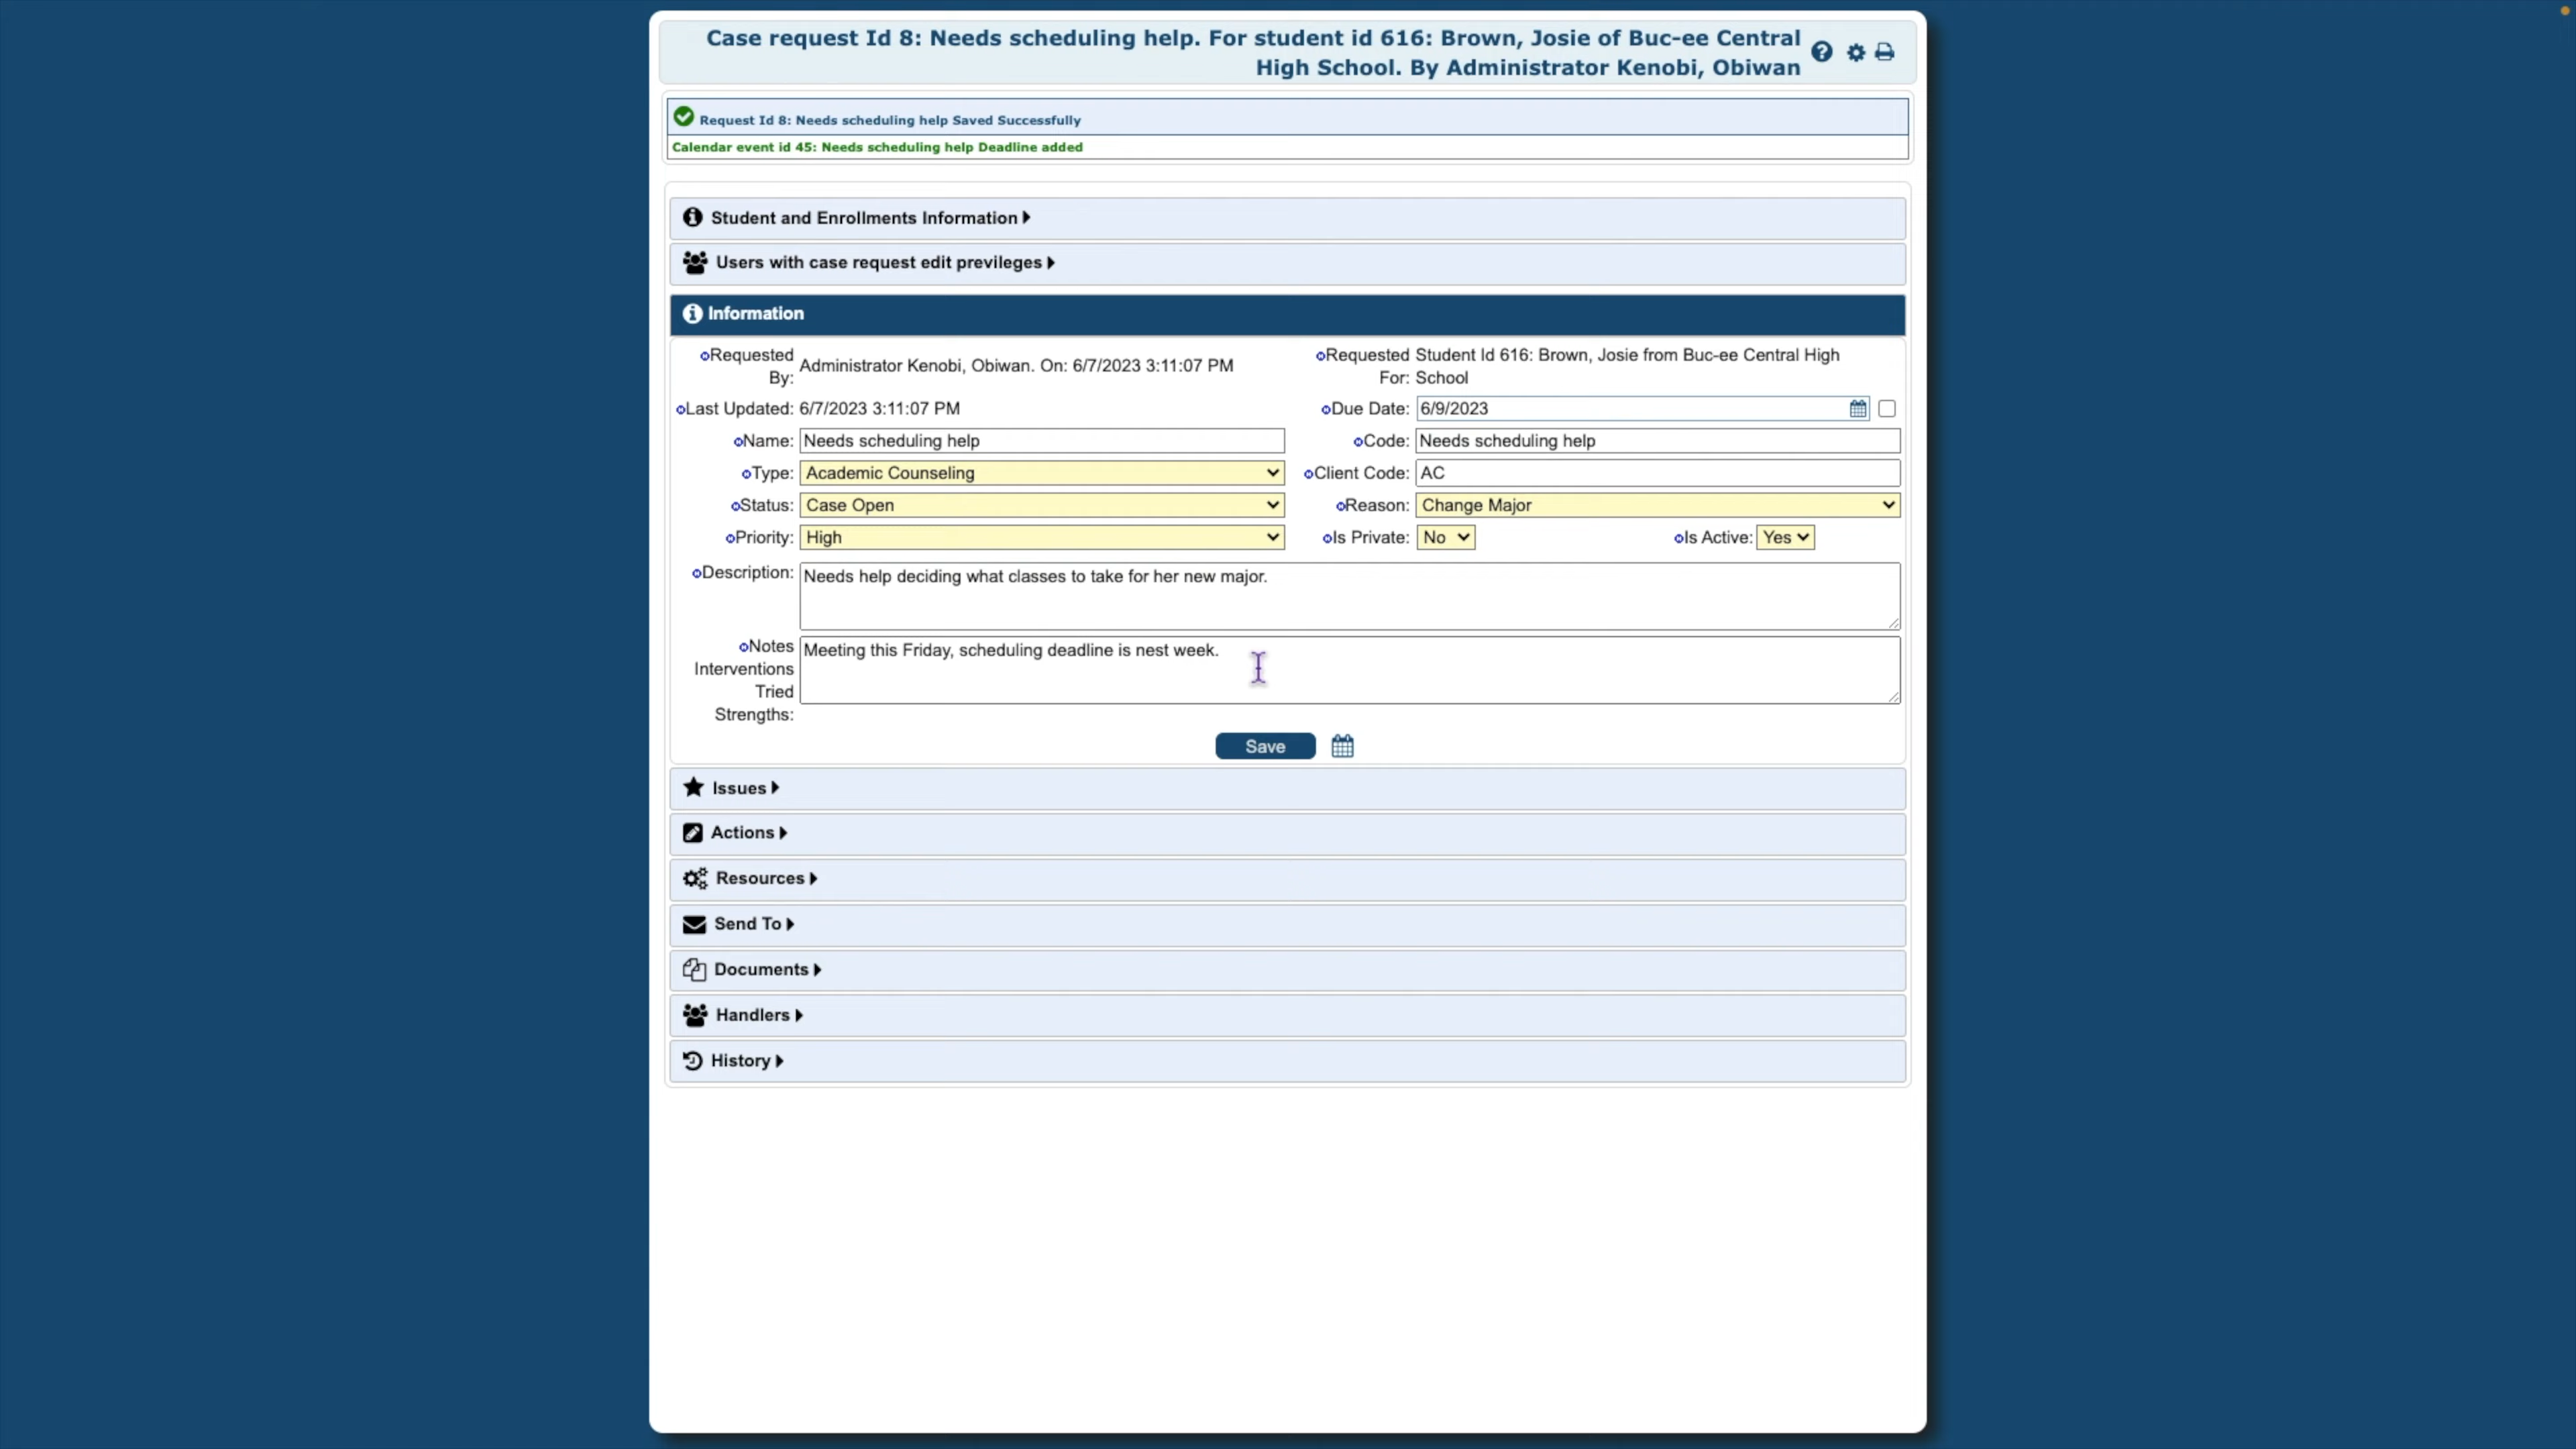 Case request Id 8: Needs scheduling help. For student id 616: Brown, Josie of Buc-ee Central
High School. By Administrator Kenobi, Obiwan
Request Id 8: Needs scheduling help Saved Successfully
Calendar event id 45: Needs scheduling help Deadline added
Student and Enrollments Information
Users with case request edit previleges
Information
Requested By: Administrator Kenobi, Obiwan. On: 6/7/2023 3:11:07 PM
Requested For: Student Id 616: Brown, Josie from Buc-ee Central High School
Last Updated: 6/7/2023 3:11:07 PM
Due Date: 6/9/2023
Name: Needs scheduling help
Code: Needs scheduling help
Type: Academic Counseling
Client Code: AC
Status: Case Open
Reason: Change Major
Priority: High
Is Private: No
Is Active: Yes
Description: Needs help deciding what classes to take for her new major.
Notes Interventions Tried Strengths: Meeting this Friday, scheduling deadline is nest week.
Save
Issues
Actions
Resources
Send To
Documents
Handlers
History